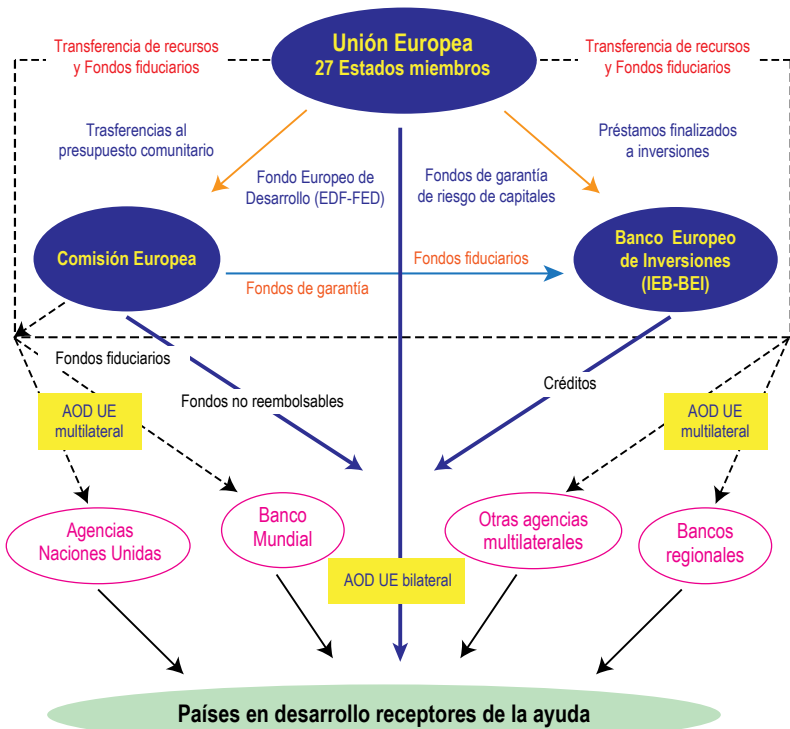 Unión Europea
27 Estados miembros
Transferencia de recursos
y Fondos fiduciarios
Transferencia de recursos
y Fondos fiduciarios
Trasferencias al
presupuesto comunitario
Préstamos finalizados
a inversiones
Fondo Europeo de
Desarrollo (EDF-FED)
Fondos de garantía
de riesgo de capitales
Comisión Europea
Banco Europeo
de Inversiones
(IEB-BEI)
Fondos fiduciarios
Fondos de garantía
Fondos fiduciarios
Fondos no reembolsables
Créditos
AOD UE
multilateral
AOD UE
multilateral
Agencias
Naciones Unidas
Banco
Mundial
Otras agencias
multilaterales
Bancos
regionales
AOD UE bilateral
Países en desarrollo receptores de la ayuda